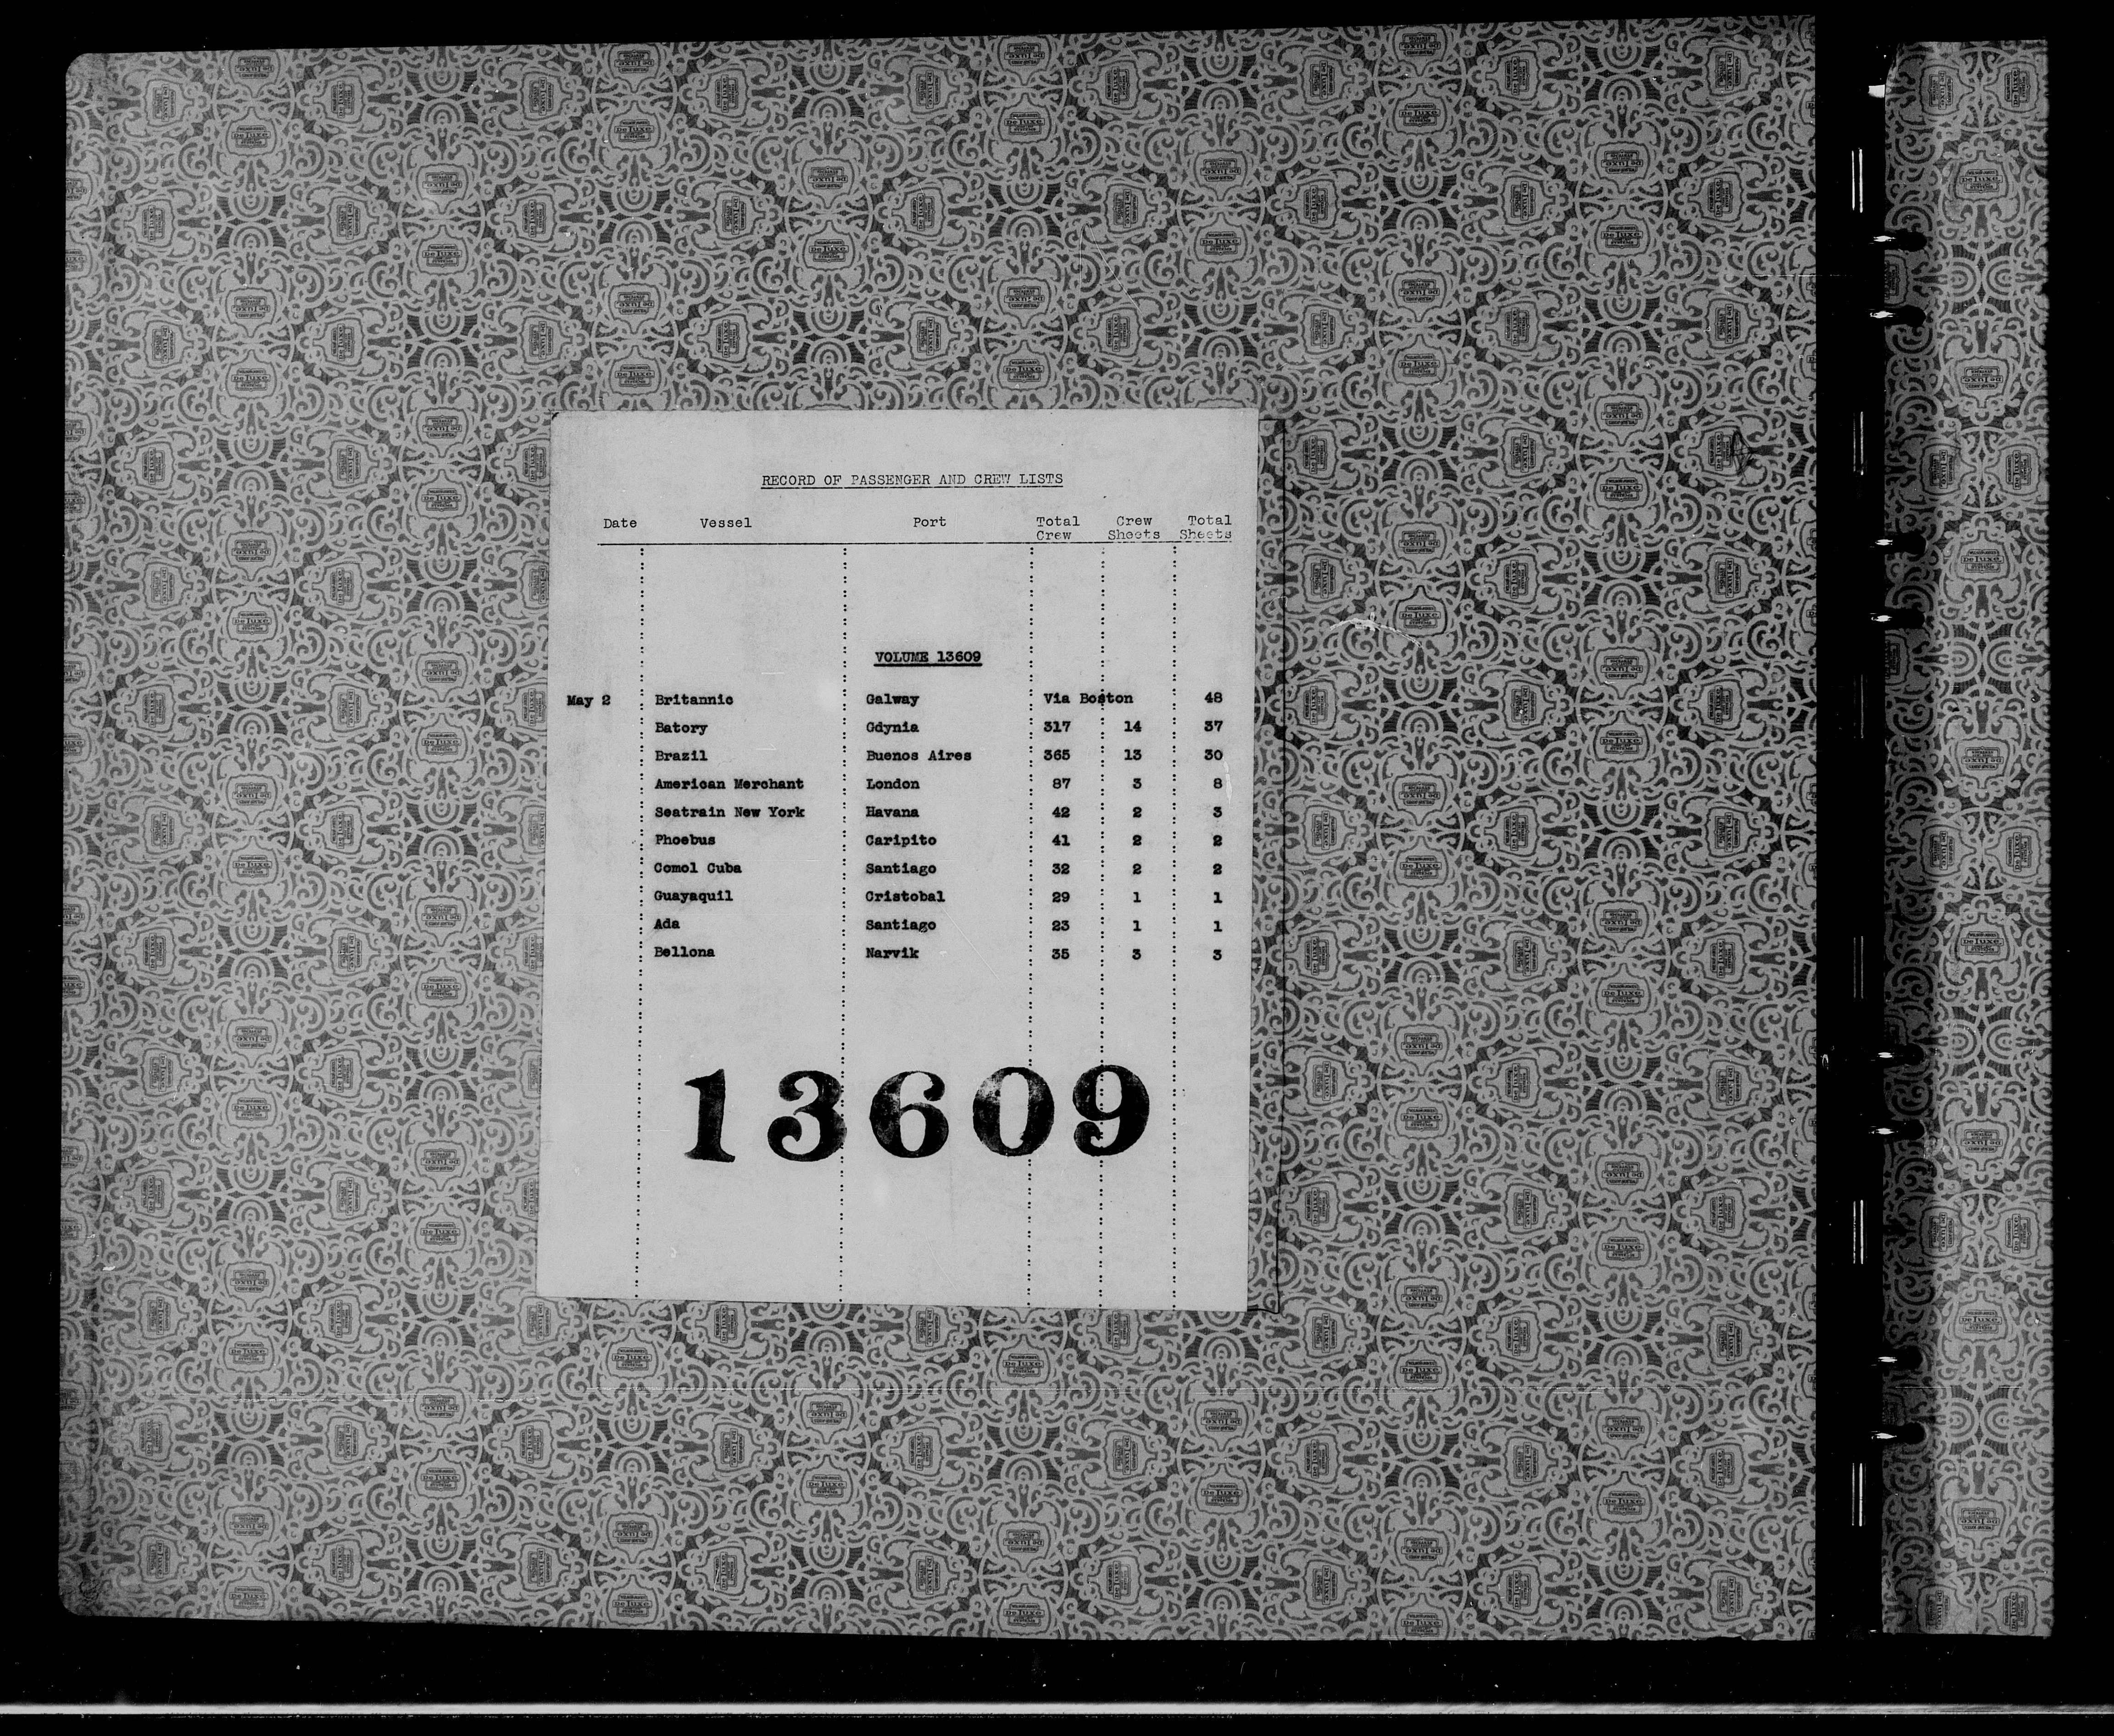 RECORD OF PASSENGER AND CREW LISTS
Date Vessel Port Total Crew Crew Sheets Total Sheets
VOLUME 13609
May 2 Britannic Galway Via Boston 48
Batory Gdynia 317 14 37
Brazil Buenos Aires 365 13 30
American Merchant London 87 3 8
Seatrain New York Havana 42 2 3
Phoebus Caripito 41 2 2
Comol Cuba Santiago 32 2 2
Guayaquil Cristobal 29 1 1
Ada Santiago 23 1 1
Bellona Narvik 35 3 3
13609
De Luxe